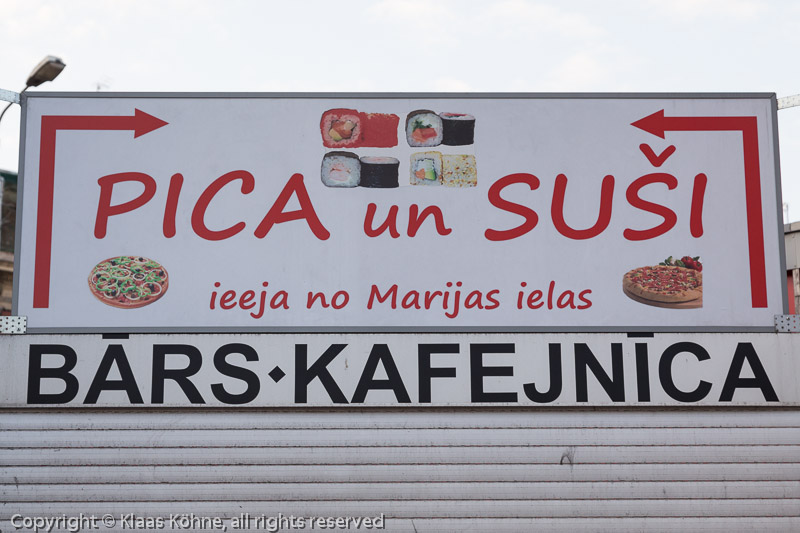 PICA un SUŠI
ieeja no Marijas ielas
BĀRS·KAFEJNĪCA
Copyright © Klaas Köhne, all rights reserved